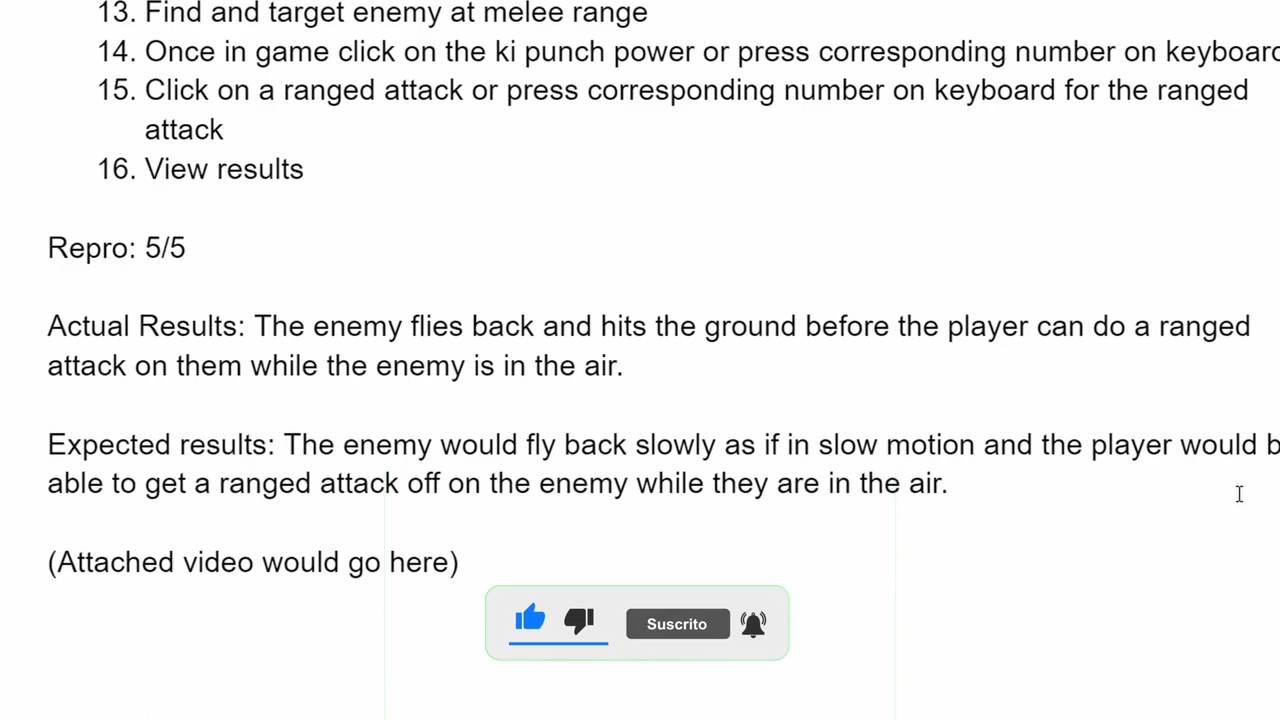 13. Find and target enemy at melee range
14. Once in game click on the ki punch power or press corresponding number on
15. Click on a ranged attack or press corresponding number on keyboard for the ranged
attack
16. View results
Repro: 5/5
Actual Results: The enemy flies back and hits the ground before the player can do a ranged
attack on them while the enemy is in the air.
Expected results: The enemy would fly back slowly as if in slow motion and the player would
able to get a ranged attack off on the enemy while they are in the air.
(Attached video would go here)
Suscrito